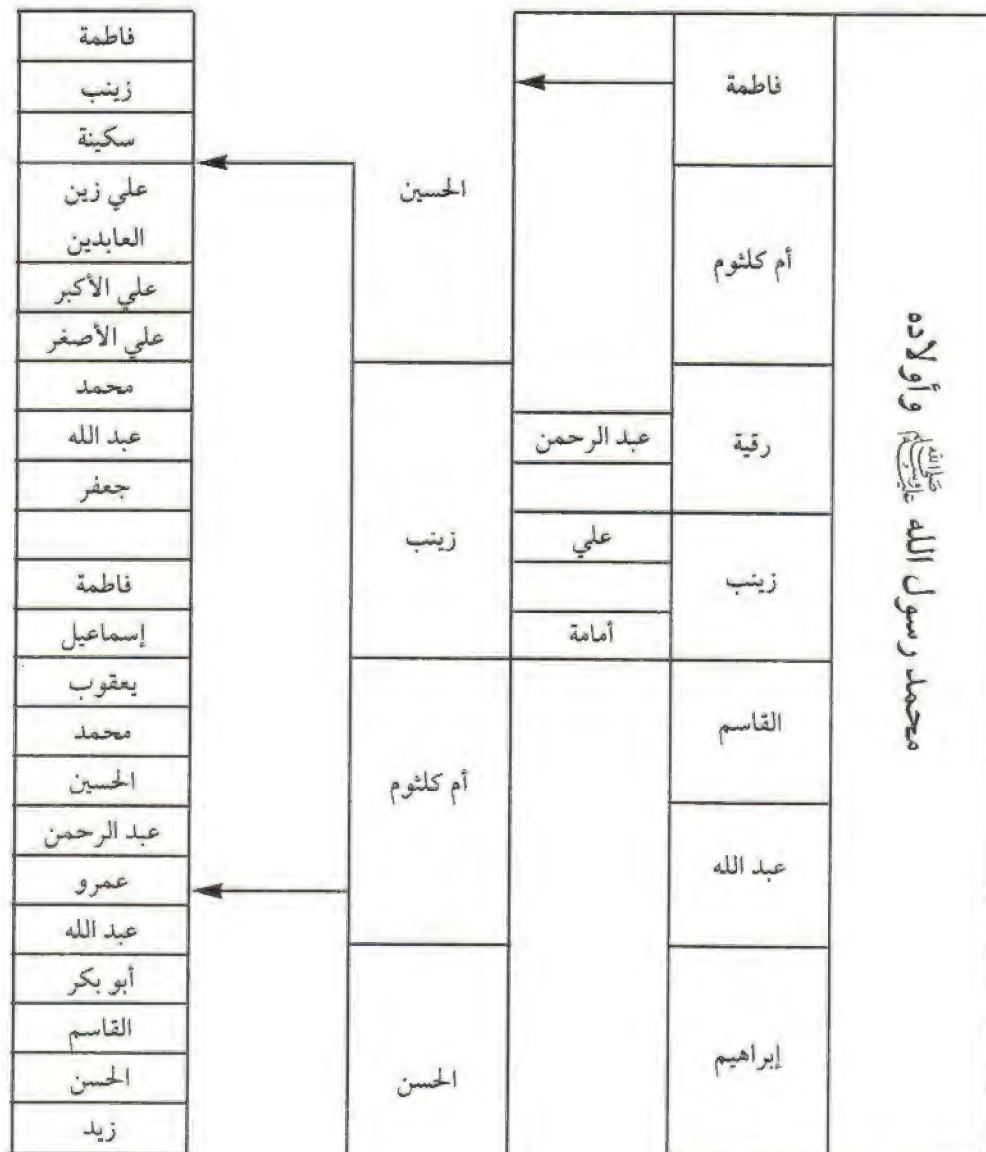 محمد رسول الله ﷺ وأولاده
فاطمة
أم كلثوم
رقية
زينب
القاسم
عبد الله
إبراهيم
عبد الرحمن
علي
أمامة
الحسين
زينب
أم كلثوم
الحسن
فاطمة
زينب
سكينة
علي زين
العابدين
علي الأكبر
علي الأصغر
محمد
عبد الله
جعفر
فاطمة
إسماعيل
يعقوب
محمد
الحسين
عبد الرحمن
عمرو
عبد الله
أبو بكر
القاسم
الحسن
زيد